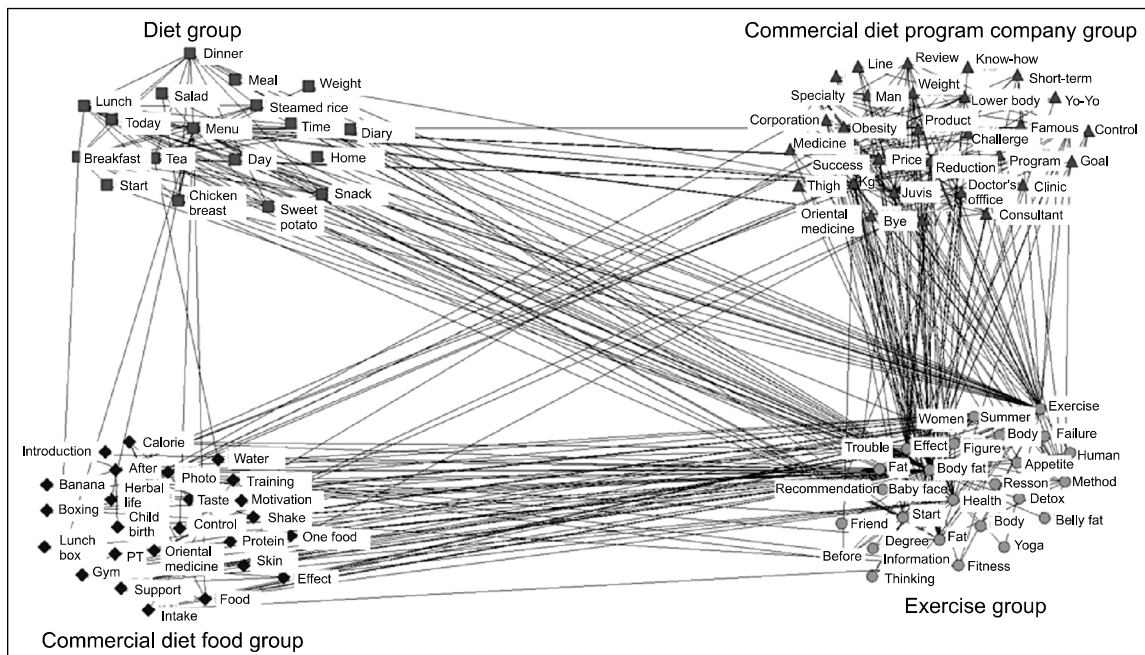 Diet group
Dinner
Meal
Weight
Lunch
Salad
Steamed rice
Today
Menu
Time
Diary
Breakfast
Tea
Day
Home
Start
Chicken
breast
Sweet
potato
Snack
Commercial diet program company group
Line
Review
Know-how
Short-term
Specialty
Man
Weight
Lower body
Yo-Yo
Corporation
Obesity
Product
Famous
Control
Medicine
Challerge
Success
Price
Program
Goal
Reduction
Thigh
Kg
Juvis
Doctor's
offfice
Clinic
Oriental
medicine
Bye
Consultant
Introduction
Calorie
Water
After
Photo
Training
Banana
Herbal
life
Taste
Motivation
Boxing
Child
birth
Control
Shake
Lunch
box
PT
Oriental
medicine
Protein
One food
Gym
Skin
Support
Effect
Food
Intake
Commercial diet food group
Exercise
Women
Summer
Trouble
Effect
Figure
Body
Failure
Human
Fat
Body fat
Appetite
Recommendation
Baby face
Resson
Method
Health
Detox
Start
Friend
Body
Belly fat
Degree
Fat
Yoga
Before
Information
Fitness
Thinking
Exercise group